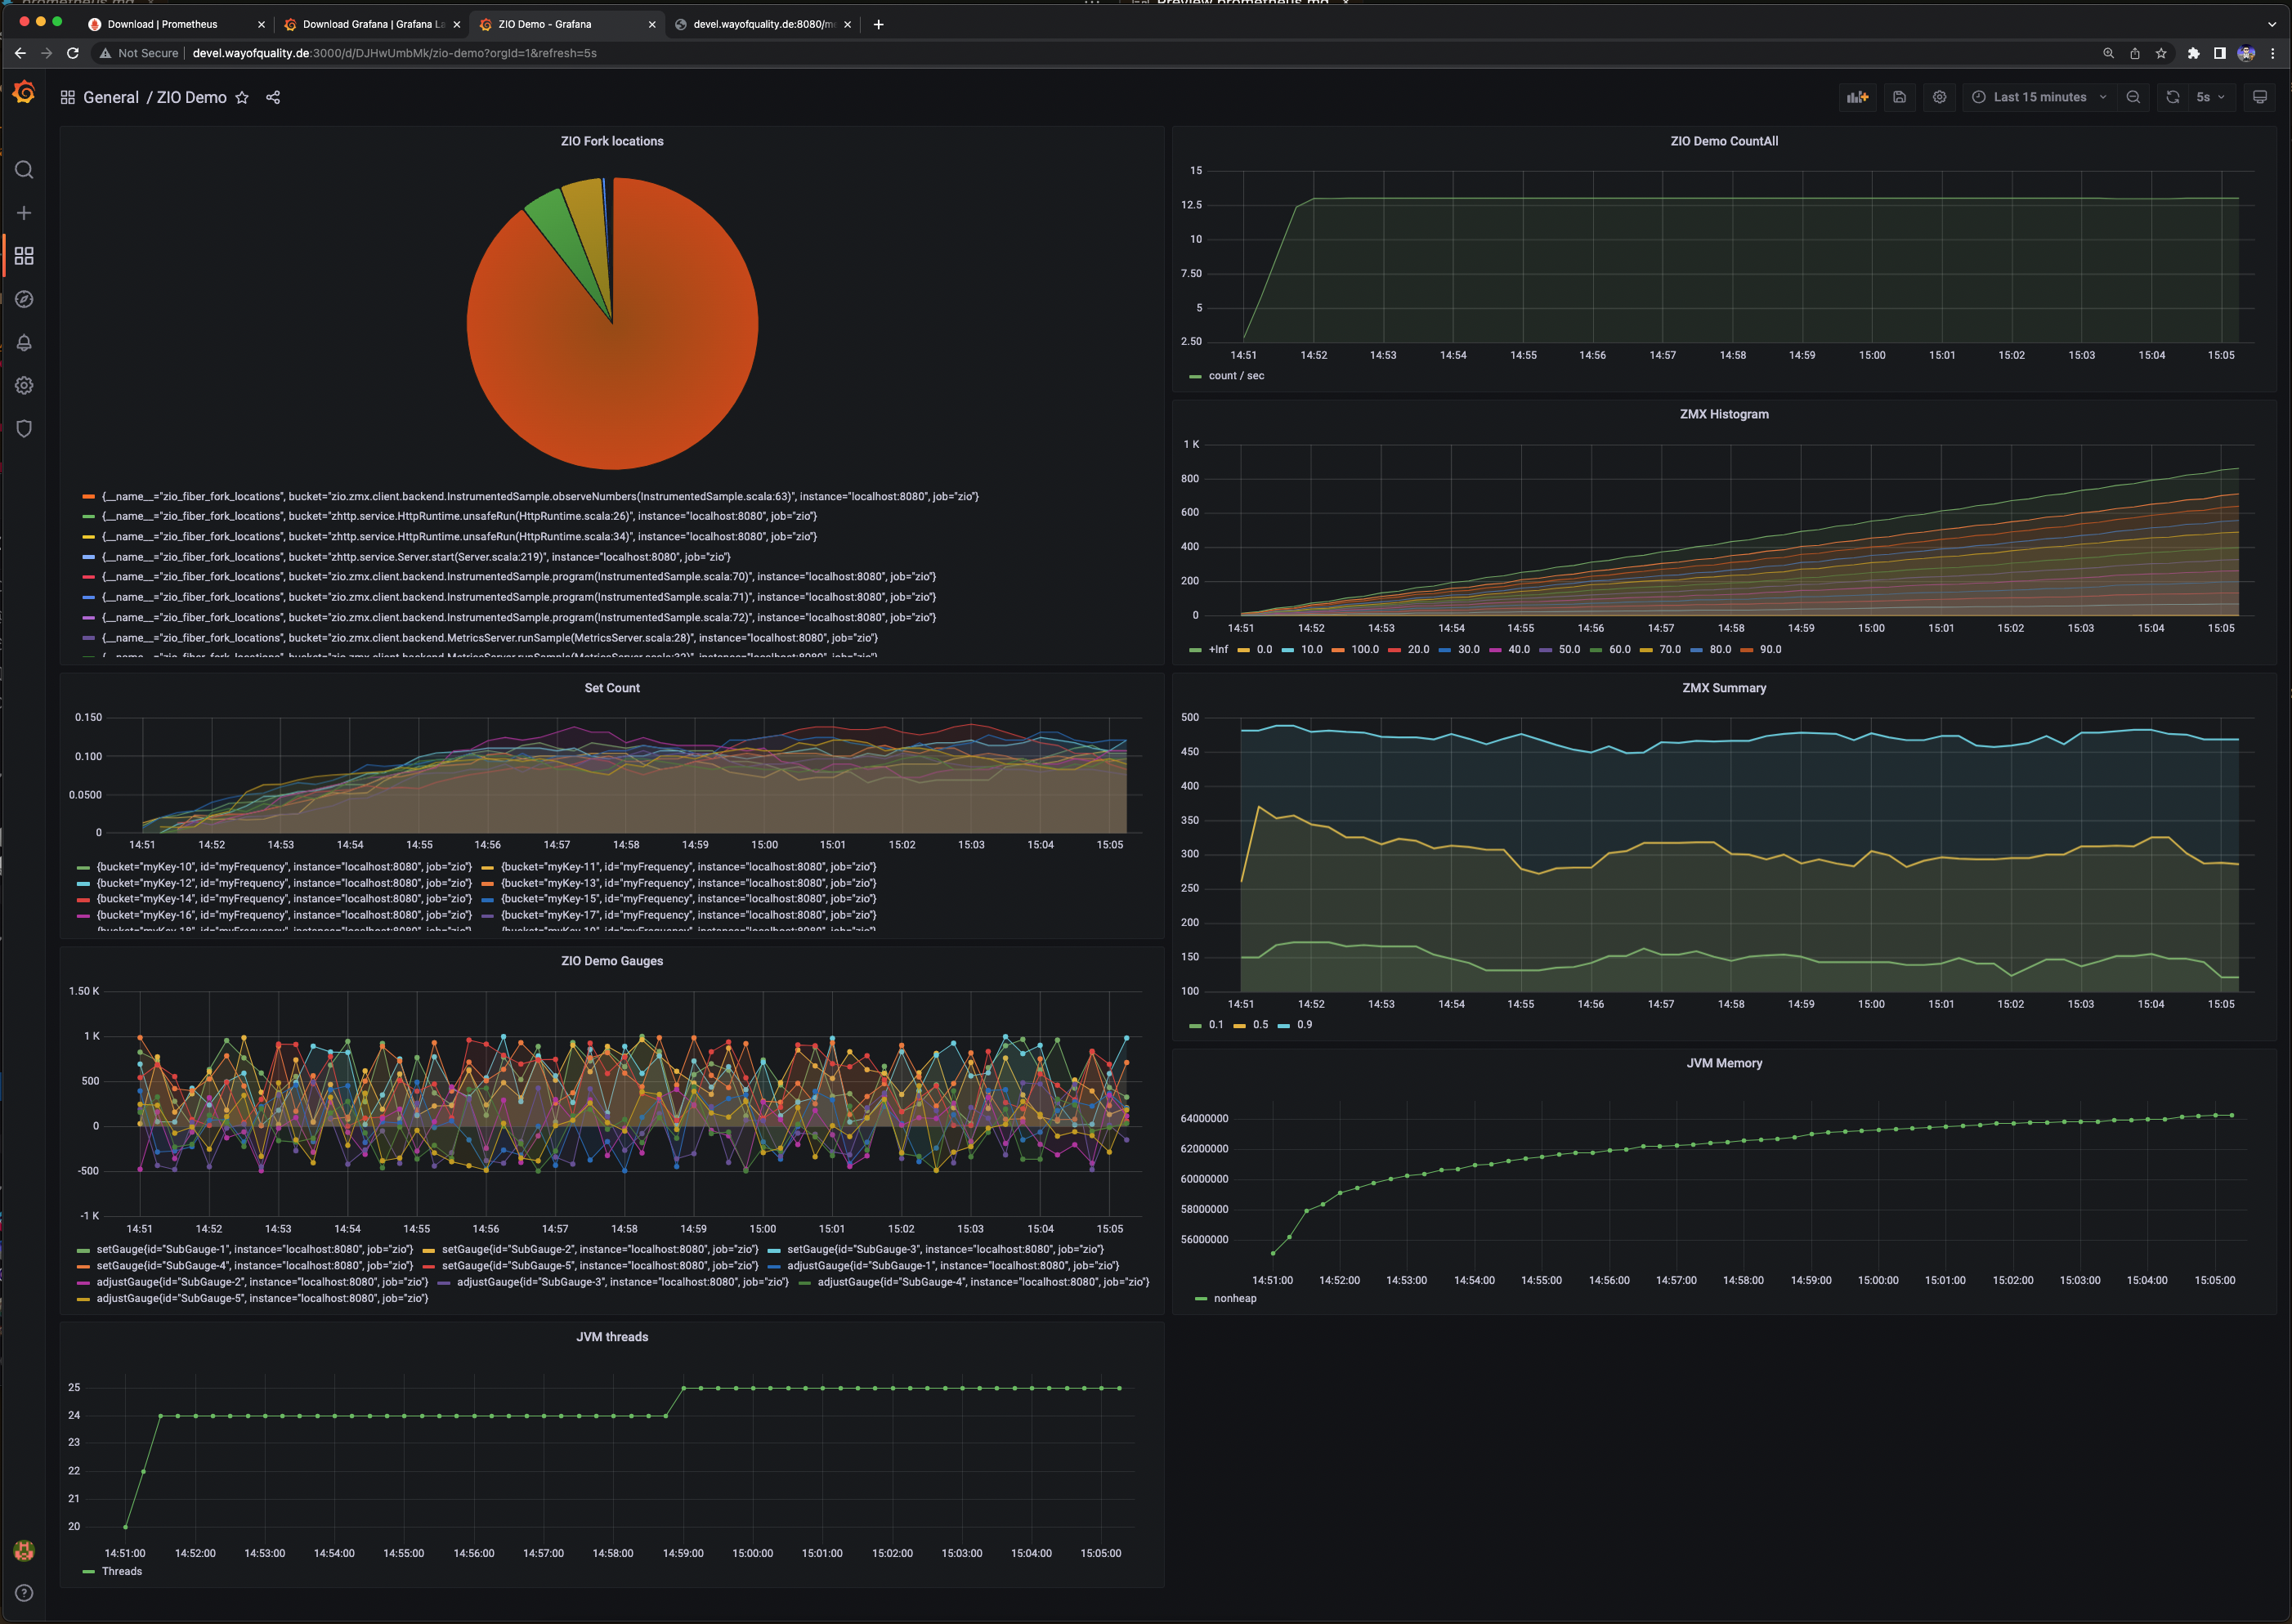 Download | Prometheus
Download Grafana | Grafana La
ZIO Demo - Grafana
devel.wayofquality.de:8080/me
Not Secure
devel.wayofquality.de:3000/d/DJHwUmbMk/zio-demo?orgId=1&refresh=5s
General / ZIO Demo
Last 15 minutes
5s
ZIO Fork locations
{__name__="zio_fiber_fork_locations", bucket="zio.zmx.client.backend.InstrumentedSample.observeNumbers(InstrumentedSample.scala:63)", instance="localhost:8080", job="zio"}
{__name__="zio_fiber_fork_locations", bucket="zhttp.service.HttpRuntime.unsafeRun(HttpRuntime.scala:26)", instance="localhost:8080", job="zio"}
{__name__="zio_fiber_fork_locations", bucket="zhttp.service.HttpRuntime.unsafeRun(HttpRuntime.scala:34)", instance="localhost:8080", job="zio"}
{__name__="zio_fiber_fork_locations", bucket="zhttp.service.Server.start(Server.scala:219)", instance="localhost:8080", job="zio"}
{__name__="zio_fiber_fork_locations", bucket="zio.zmx.client.backend.InstrumentedSample.program(InstrumentedSample.scala:70)", instance="localhost:8080", job="zio"}
{__name__="zio_fiber_fork_locations", bucket="zio.zmx.client.backend.InstrumentedSample.program(InstrumentedSample.scala:71)", instance="localhost:8080", job="zio"}
{__name__="zio_fiber_fork_locations", bucket="zio.zmx.client.backend.InstrumentedSample.program(InstrumentedSample.scala:72)", instance="localhost:8080", job="zio"}
{__name__="zio_fiber_fork_locations", bucket="zio.zmx.client.backend.MetricsServer.runSample(MetricsServer.scala:28)", instance="localhost:8080", job="zio"}
ZIO Demo CountAll
15
12.5
10
7.50
5
2.50
14:51 14:52 14:53 14:54 14:55 14:56 14:57 14:58 14:59 15:00 15:01 15:02 15:03 15:04 15:05
count / sec
ZMX Histogram
1 K
800
600
400
200
0
14:51 14:52 14:53 14:54 14:55 14:56 14:57 14:58 14:59 15:00 15:01 15:02 15:03 15:04 15:05
+Inf 0.0 10.0 100.0 20.0 30.0 40.0 50.0 60.0 70.0 80.0 90.0
Set Count
0.150
0.100
0.0500
0
14:51 14:52 14:53 14:54 14:55 14:56 14:57 14:58 14:59 15:00 15:01 15:02 15:03 15:04 15:05
{bucket="myKey-10", id="myFrequency", instance="localhost:8080", job="zio"} {bucket="myKey-11", id="myFrequency", instance="localhost:8080", job="zio"}
{bucket="myKey-12", id="myFrequency", instance="localhost:8080", job="zio"} {bucket="myKey-13", id="myFrequency", instance="localhost:8080", job="zio"}
{bucket="myKey-14", id="myFrequency", instance="localhost:8080", job="zio"} {bucket="myKey-15", id="myFrequency", instance="localhost:8080", job="zio"}
{bucket="myKey-16", id="myFrequency", instance="localhost:8080", job="zio"} {bucket="myKey-17", id="myFrequency", instance="localhost:8080", job="zio"}
ZMX Summary
500
450
400
350
300
250
200
150
100
14:51 14:52 14:53 14:54 14:55 14:56 14:57 14:58 14:59 15:00 15:01 15:02 15:03 15:04 15:05
0.1 0.5 0.9
ZIO Demo Gauges
1.50 K
1 K
500
0
-500
-1 K
14:51 14:52 14:53 14:54 14:55 14:56 14:57 14:58 14:59 15:00 15:01 15:02 15:03 15:04 15:05
setGauge{id="SubGauge-1", instance="localhost:8080", job="zio"} setGauge{id="SubGauge-2", instance="localhost:8080", job="zio"} setGauge{id="SubGauge-3", instance="localhost:8080", job="zio"}
setGauge{id="SubGauge-4", instance="localhost:8080", job="zio"} setGauge{id="SubGauge-5", instance="localhost:8080", job="zio"} adjustGauge{id="SubGauge-1", instance="localhost:8080", job="zio"}
adjustGauge{id="SubGauge-2", instance="localhost:8080", job="zio"} adjustGauge{id="SubGauge-3", instance="localhost:8080", job="zio"} adjustGauge{id="SubGauge-4", instance="localhost:8080", job="zio"}
adjustGauge{id="SubGauge-5", instance="localhost:8080", job="zio"}
JVM Memory
64000000
62000000
60000000
58000000
56000000
14:51:00 14:52:00 14:53:00 14:54:00 14:55:00 14:56:00 14:57:00 14:58:00 14:59:00 15:00:00 15:01:00 15:02:00 15:03:00 15:04:00 15:05:00
nonheap
JVM threads
25
24
23
22
21
20
14:51:00 14:52:00 14:53:00 14:54:00 14:55:00 14:56:00 14:57:00 14:58:00 14:59:00 15:00:00 15:01:00 15:02:00 15:03:00 15:04:00 15:05:00
Threads